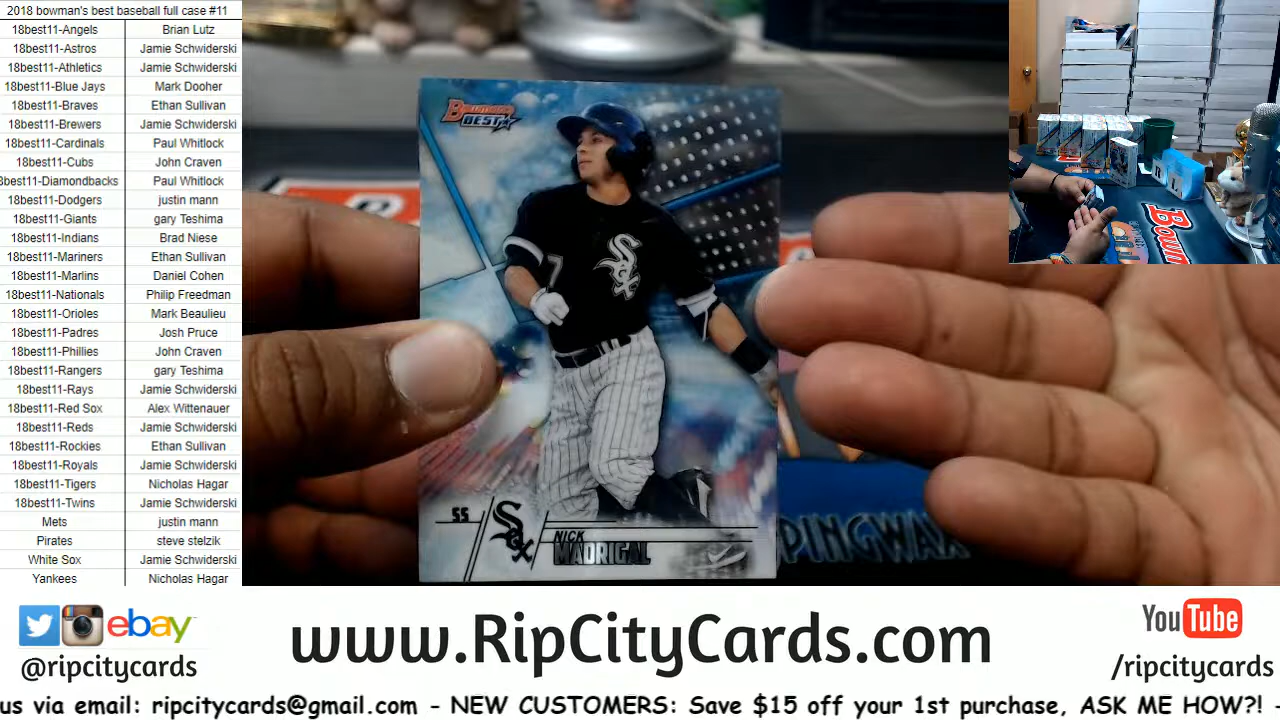 2018 bowman's best baseball full case #11
18best11-Angels Brian Lutz
18best11-Astros Jamie Schwiderski
18best11-Athletics Jamie Schwiderski
18best11-Blue Jays Mark Dooher
18best11-Braves Ethan Sullivan
18best11-Brewers Jamie Schwiderski
18best11-Cardinals Paul Whitlock
18best11-Cubs John Craven
8best11-Diamondbacks Paul Whitlock
18best11-Dodgers justin mann
18best11-Giants gary Teshima
18best11-Indians Brad Niese
18best11-Mariners Ethan Sullivan
18best11-Marlins Daniel Cohen
18best11-Nationals Philip Freedman
18best11-Orioles Mark Beaulieu
18best11-Padres Josh Pruce
18best11-Phillies John Craven
18best11-Rangers gary Teshima
18best11-Rays Jamie Schwiderski
18best11-Red Sox Alex Wittenauer
18best11-Reds Jamie Schwiderski
18best11-Rockies Ethan Sullivan
18best11-Royals Jamie Schwiderski
18best11-Tigers Nicholas Hagar
18best11-Twins Jamie Schwiderski
Mets justin mann
Pirates steve stelzik
White Sox Jamie Schwiderski
Yankees Nicholas Hagar
Bowman's
BEST
Sox
7
SS
Sox
NICK
MADRIGAL
PINGWAX
Bow
ebay
@ripcitycards
www.RipCityCards.com
YouTube
/ripcitycards
us via email: ripcitycards@gmail.com - NEW CUSTOMERS: Save $15 off your 1st purchase, ASK ME HOW?! -